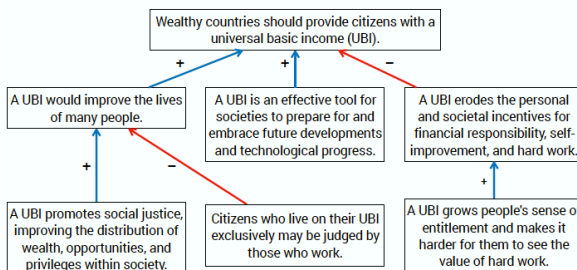 Wealthy countries should provide citizens with a
universal basic income (UBI).
+
+
−
A UBI would improve the lives
of many people.
A UBI is an effective tool for
societies to prepare for and
embrace future developments
and technological progress.
A UBI erodes the personal
and societal incentives for
financial responsibility, self-
improvement, and hard work.
+
−
+
A UBI promotes social justice,
improving the distribution of
wealth, opportunities, and
privileges within society.
Citizens who live on their UBI
exclusively may be judged by
those who work.
A UBI grows people's sense of
entitlement and makes it
harder for them to see the
value of hard work.